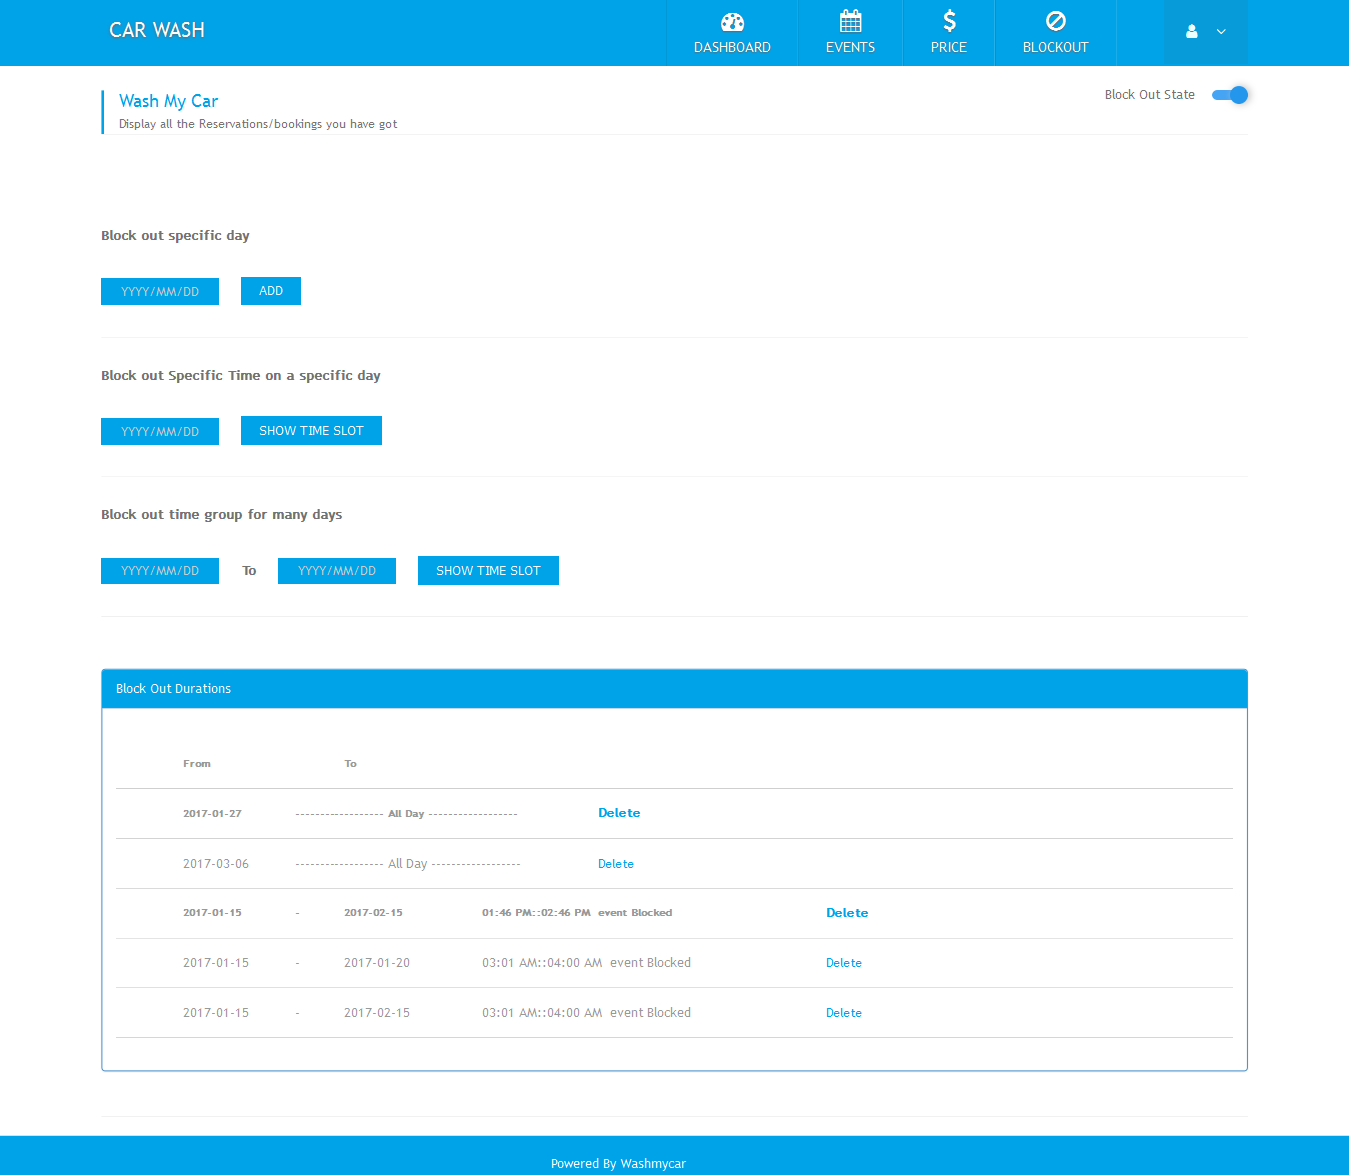 CAR WASH
DASHBOARD
EVENTS
PRICE
BLOCKOUT
Wash My Car
Block Out State
Display all the Reservations/bookings you have got
Block out specific day
YYYY/MM/DD ADD
Block out Specific Time on a specific day
YYYY/MM/DD SHOW TIME SLOT
Block out time group for many days
YYYY/MM/DD To YYYY/MM/DD SHOW TIME SLOT
Block Out Durations
From To
2017-01-27 ------------------ All Day ------------------ Delete
2017-03-06 ------------------ All Day ------------------ Delete
2017-01-15 - 2017-02-15 01:46 PM::02:46 PM event Blocked Delete
2017-01-15 - 2017-01-20 03:01 AM::04:00 AM event Blocked Delete
2017-01-15 - 2017-02-15 03:01 AM::04:00 AM event Blocked Delete
Powered By Washmycar